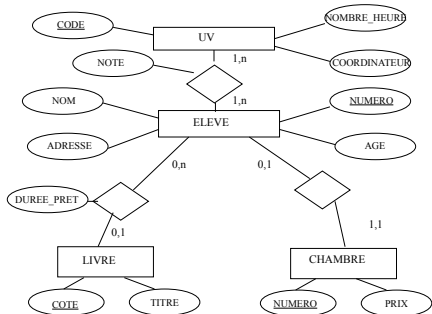 CODE
NOMBRE_HEURE
UV
NOTE
1,n
COORDINATEUR
NOM
1,n
NUMERO
ELEVE
ADRESSE
AGE
0,n
0,1
DUREE_PRET
0,1
1,1
LIVRE
CHAMBRE
COTE
TITRE
NUMERO
PRIX